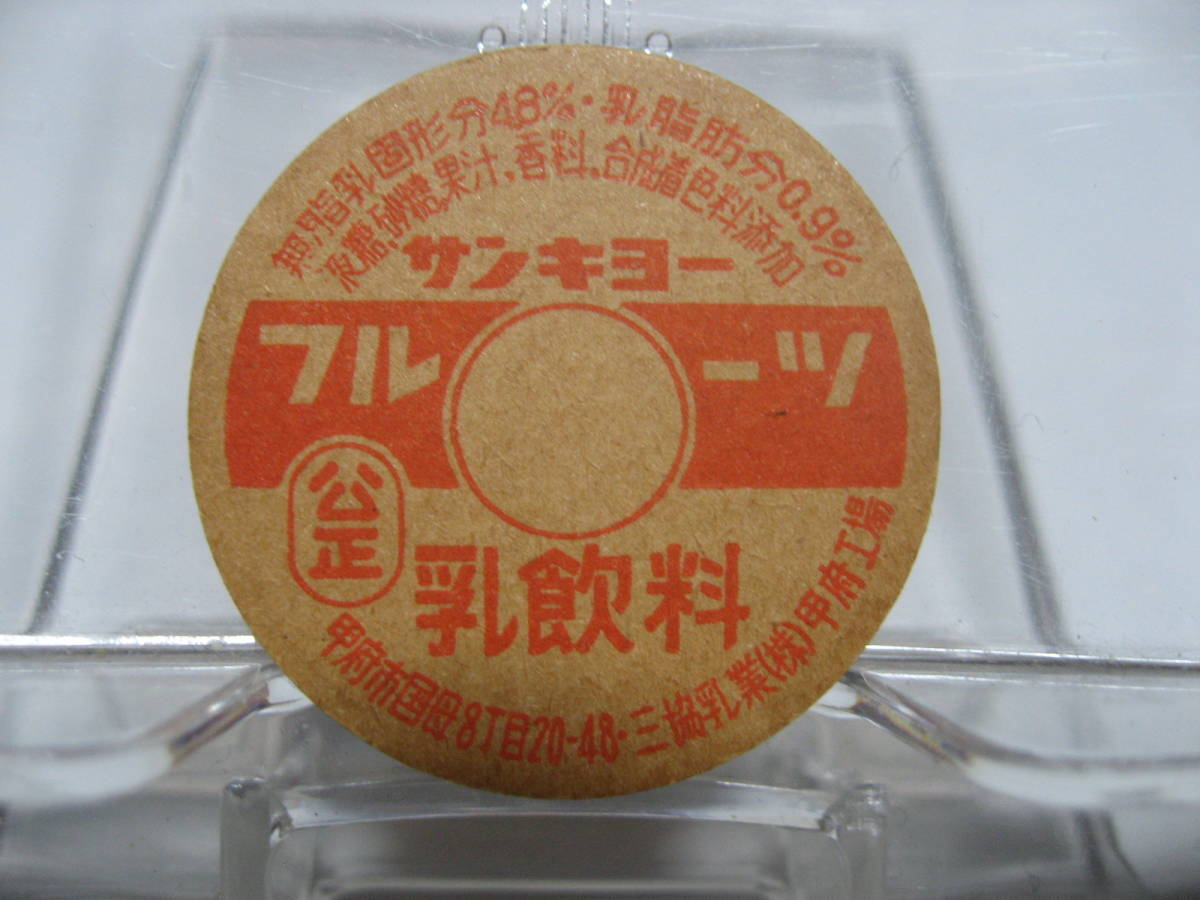 無脂乳固形分4.8%・乳脂肪分0.9%
液糖、砂糖、果汁、香料、合成着色料添加
サンキヨー
フルーツ
公正
乳飲料
甲府市国母8丁目20-48・三協乳業(株)甲府工場